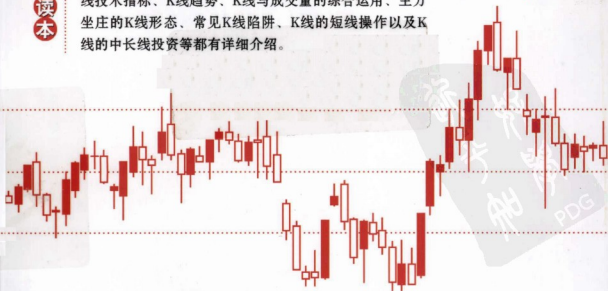 读本
线技术指标、K线趋势、K线与成交量的综合运用、主力
坐庄的K线形态、常见K线陷阱、K线的短线操作以及K
线的中长线投资等都有详细介绍。
PDG